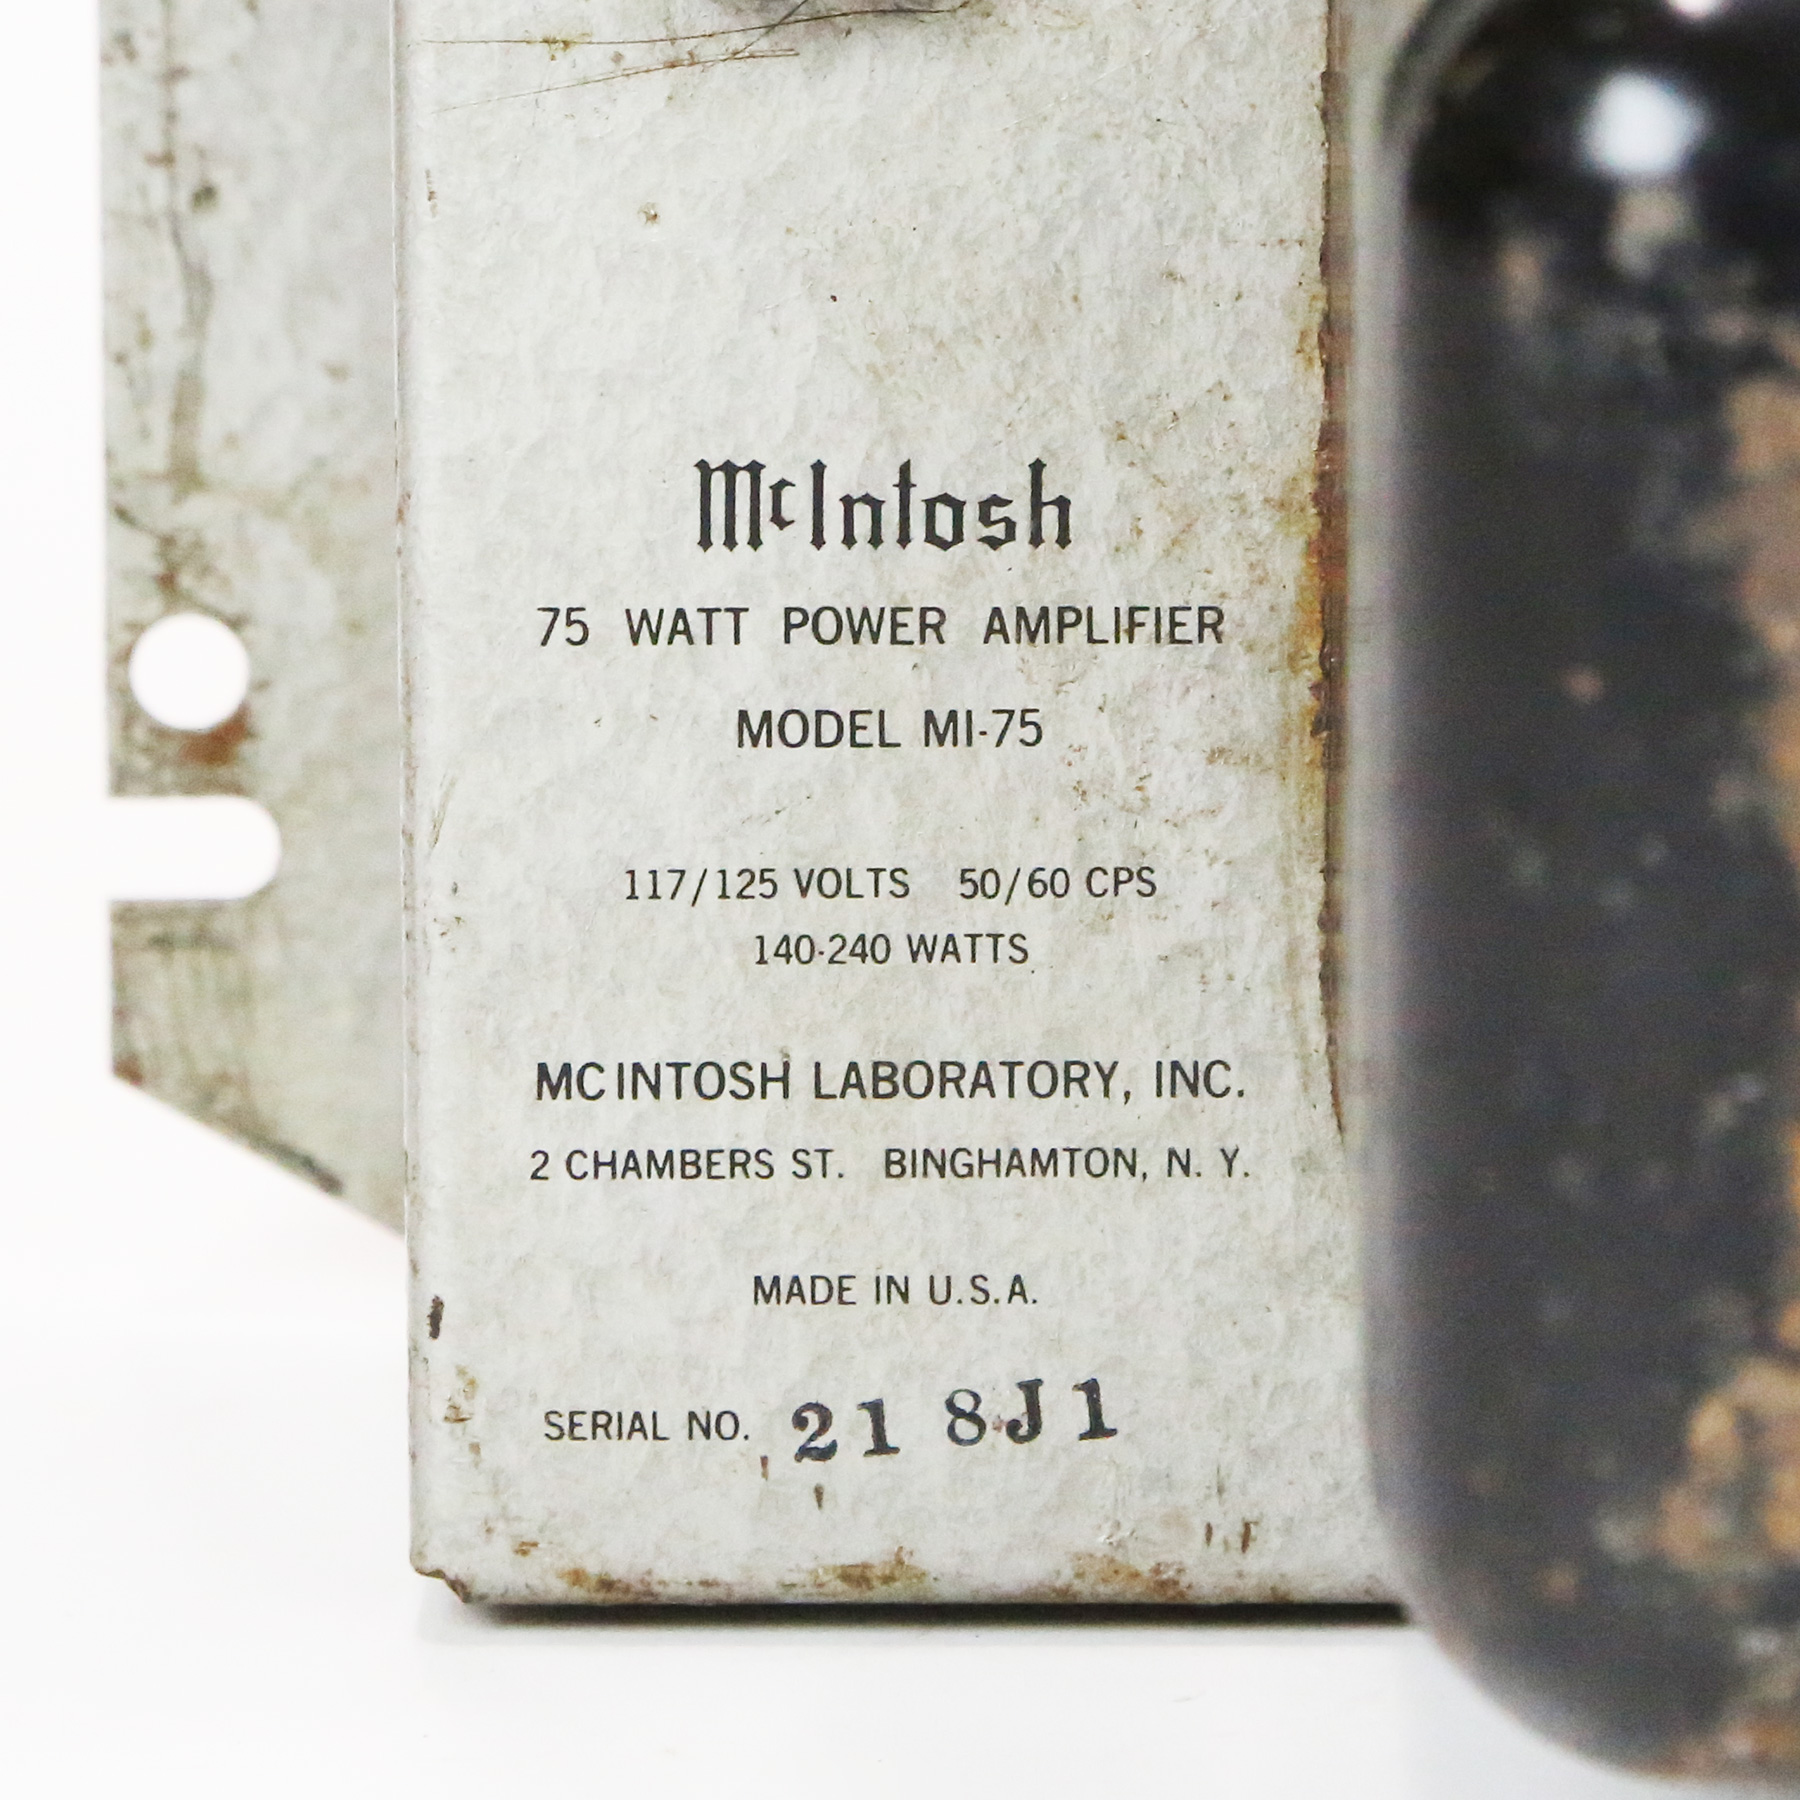 McIntosh
75 WATT POWER AMPLIFIER
MODEL MI-75
117/125 VOLTS 50/60 CPS
140-240 WATTS
MCINTOSH LABORATORY, INC.
2 CHAMBERS ST. BINGHAMTON, N. Y.
MADE IN U.S.A.
SERIAL NO. 21 8J1